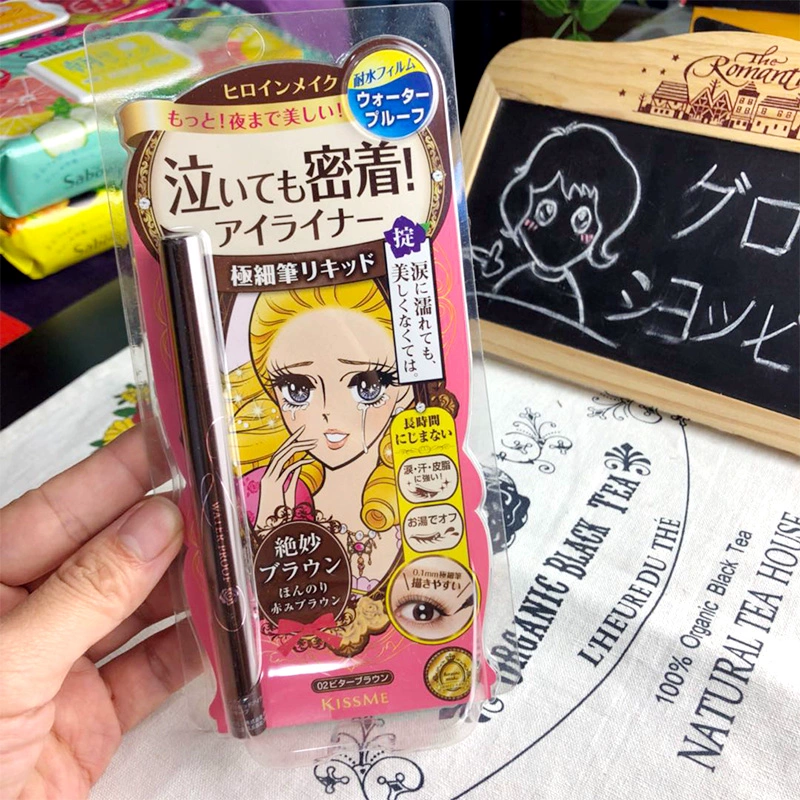 ヒロインメイク
もっと!夜まで美しい!
耐水フィルム
ウォーター
プルーフ
泣いても密着!
アイライナー
極細筆リキッド
掟
涙に濡れても、
美しくなくては。
長時間
にじまない
涙・汗・皮脂
に強い!
お湯でオフ
0.1mm極細筆
描きやすい
絶妙
ブラウン
ほんのり
赤みブラウン
02ビターブラウン
KISSME
WATER PROOF
The
Romanti
グロ
ショッピ
ORGANIC BLACK TEA
L'HEURE DU THÉ
100% Organic Black Tea
NATURAL TEA HOUSE